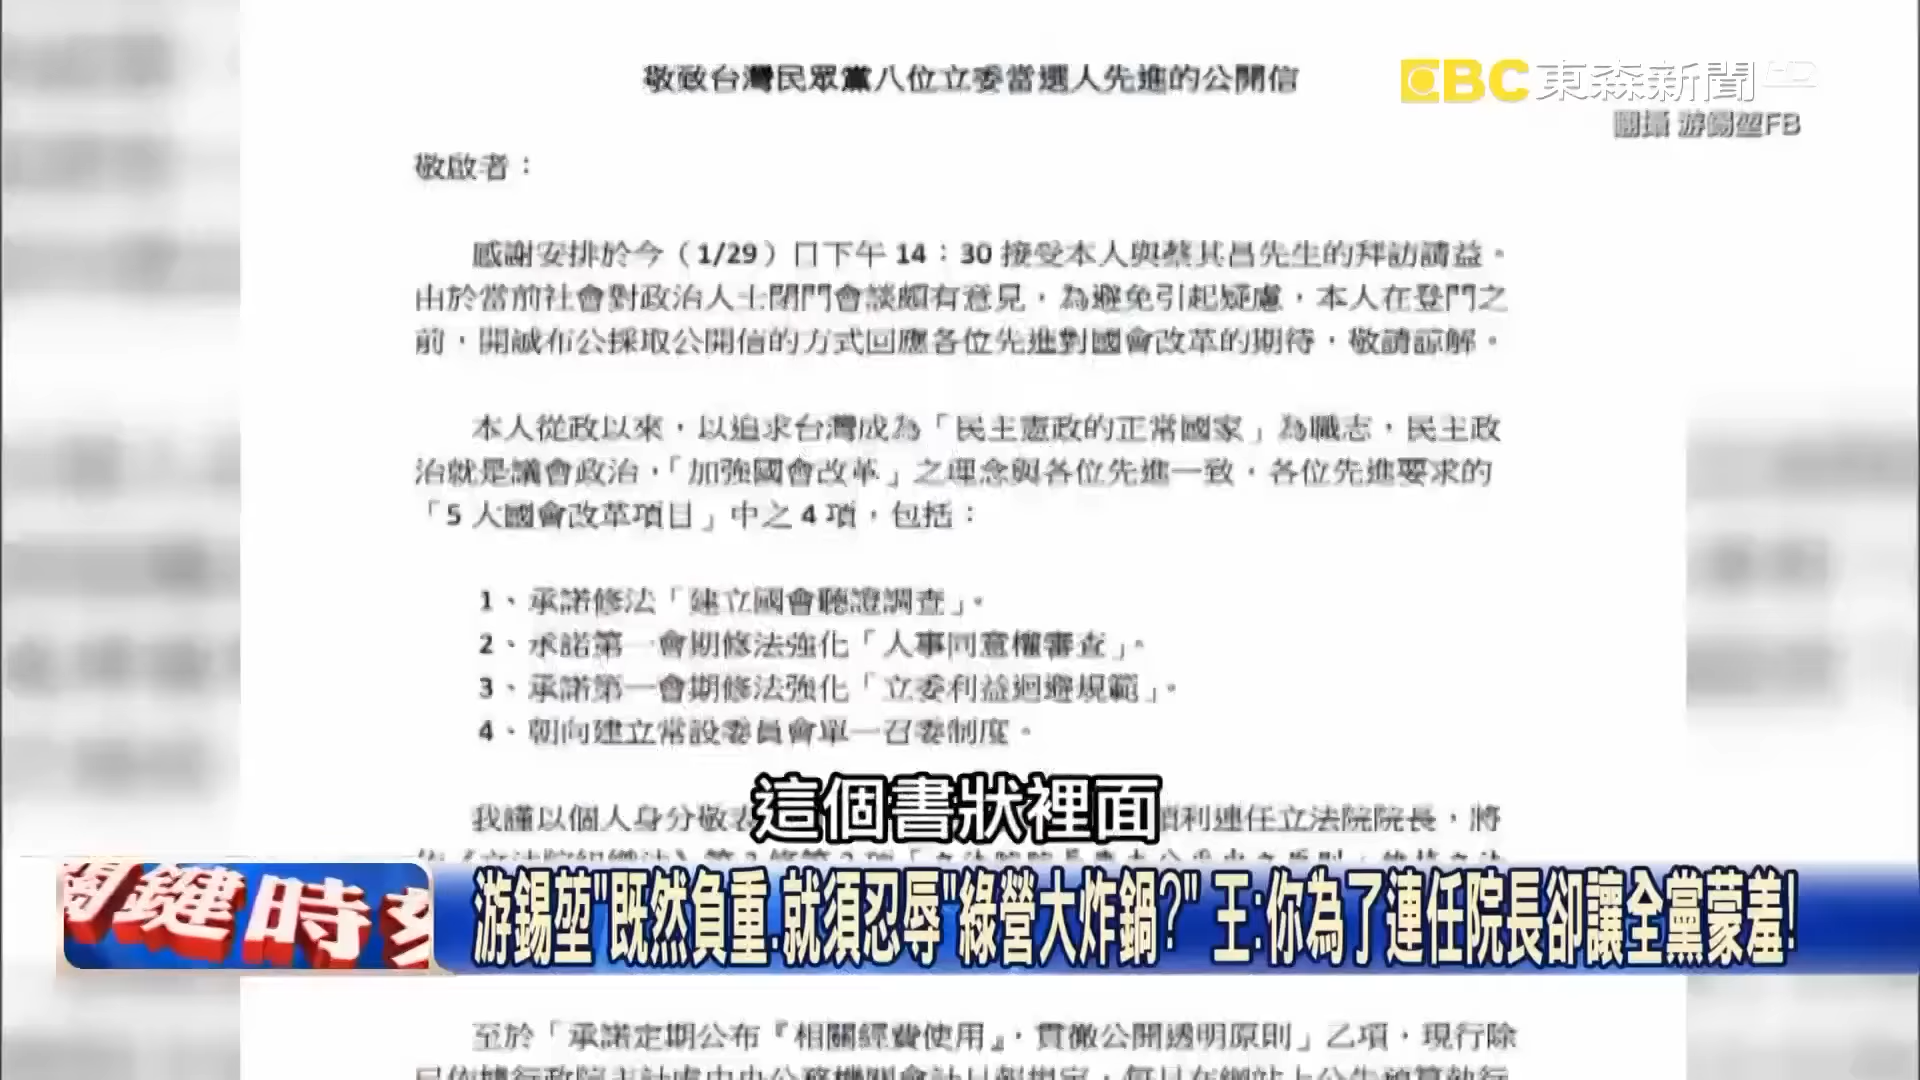 敬致台灣民眾黨八位立委當選人先進的公開信
EBC東森新聞HD
翻攝 游錫堃FB
敬啟者：
感謝安排於今（1/29）日下午 14：30 接受本人與蔡其昌先生的拜訪請益。
由於當前社會對政治人士閉門會談頗有意見，為避免引起疑慮，本人在登門之
前，開誠布公採取公開信的方式回應各位先進對國會改革的期待，敬請諒解。
本人從政以來，以追求台灣成為「民主憲政的正常國家」為職志，民主政
治就是議會政治，「加強國會改革」之理念與各位先進一致，各位先進要求的
「5 大國會改革項目」中之 4 項，包括：
1、承諾修法「建立國會聽證調查」。
2、承諾第一會期修法強化「人事同意權審查」。
3、承諾第一會期修法強化「立委利益迴避規範」。
4、朝向建立常設委員會單一召委制度。
我謹以個人身分敬表
順利連任立法院院長，將
這個書狀裡面
關鍵時刻
游錫堃"既然負重.就須忍辱"綠營大炸鍋?" 王:你為了連任院長卻讓全黨蒙羞!
至於「承諾定期公布『相關經費使用』，貫徹公開透明原則」乙項，現行除